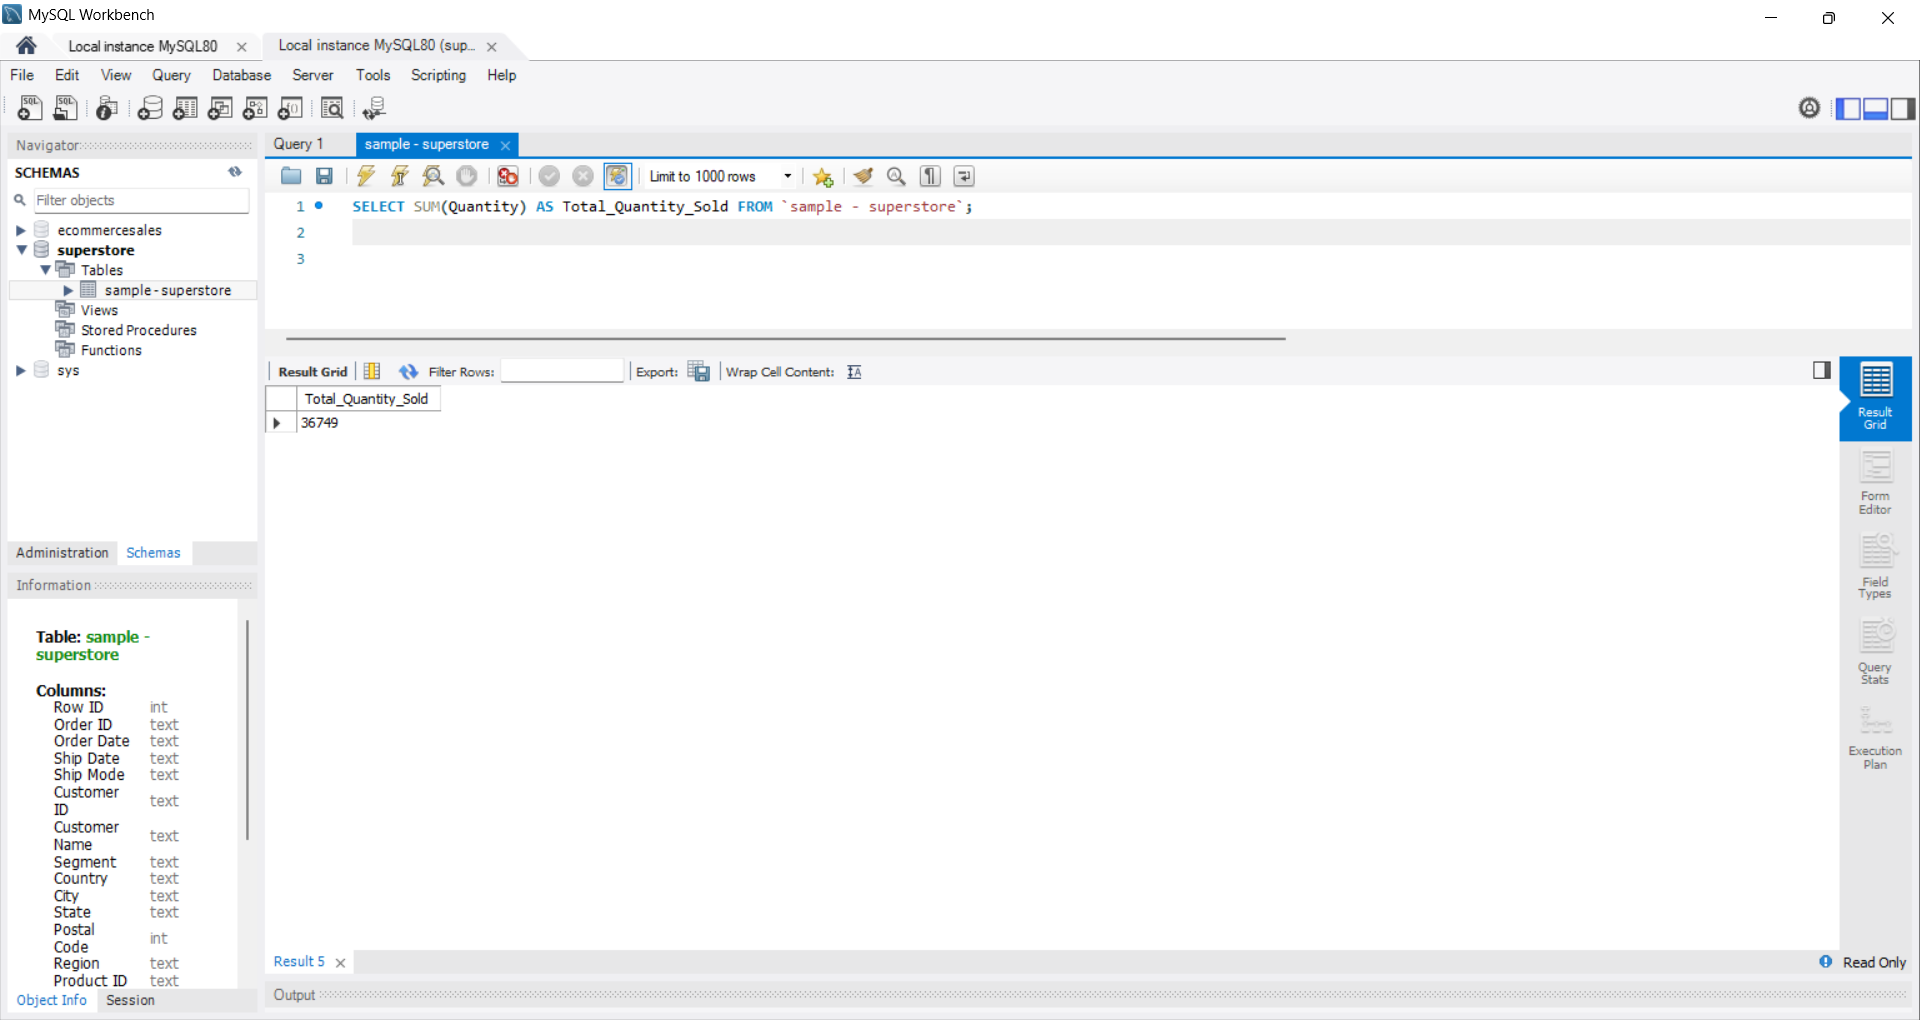 MySQL Workbench
Local instance MySQL80
Local instance MySQL80 (sup...
File Edit View Query Database Server Tools Scripting Help
Navigator
SCHEMAS
Filter objects
ecommercesales
superstore
Tables
sample - superstore
Views
Stored Procedures
Functions
sys
Administration Schemas
Information
Table: sample -
superstore
Columns:
Row ID int
Order ID text
Order Date text
Ship Date text
Ship Mode text
Customer
ID text
Customer
Name text
Segment text
Country text
City text
State text
Postal
Code int
Region text
Product ID text
Object Info Session
Query 1 sample - superstore
Limit to 1000 rows
1 SELECT SUM(Quantity) AS Total_Quantity_Sold FROM `sample - superstore`;
2
3
Result Grid Filter Rows: Export: Wrap Cell Content:
Total_Quantity_Sold
36749
Result
Grid
Form
Editor
Field
Types
Query
Stats
Execution
Plan
Result 5
Read Only
Output